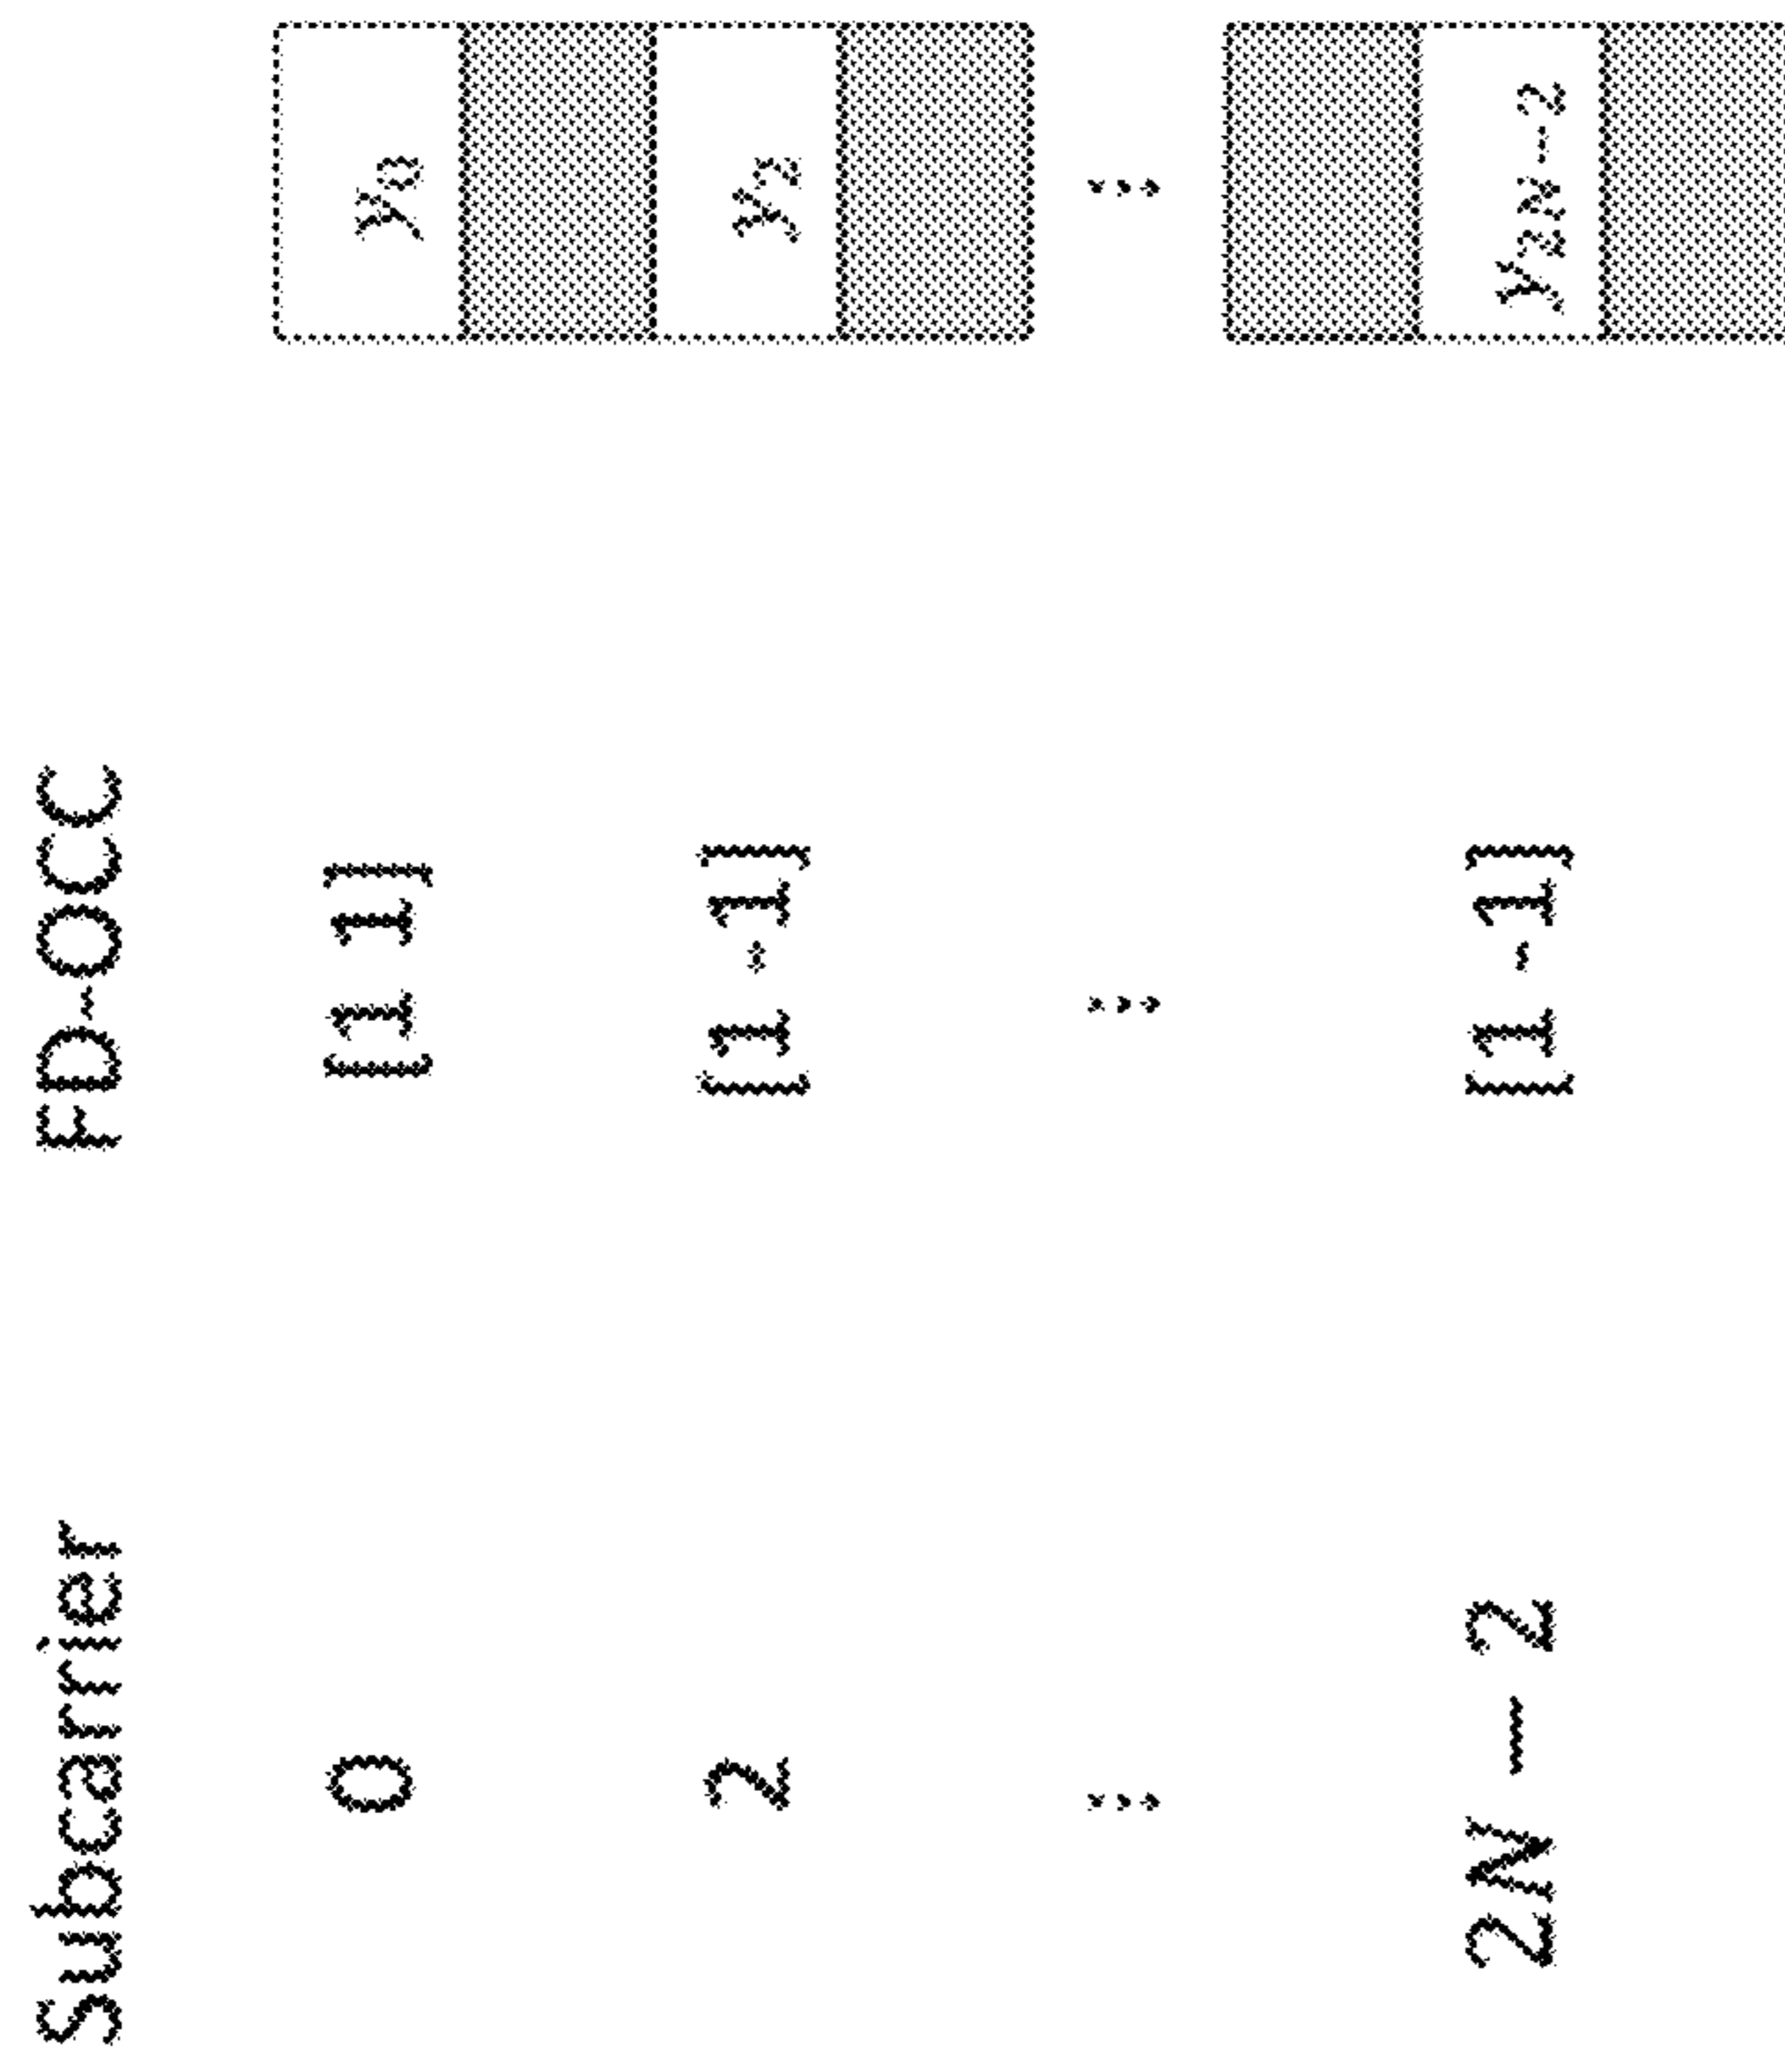 Subcarrier FD-OCC
0 [1 1] y0
2 [1 -1] y2
... ... ...
2N − 2 [1 -1] y2N−2